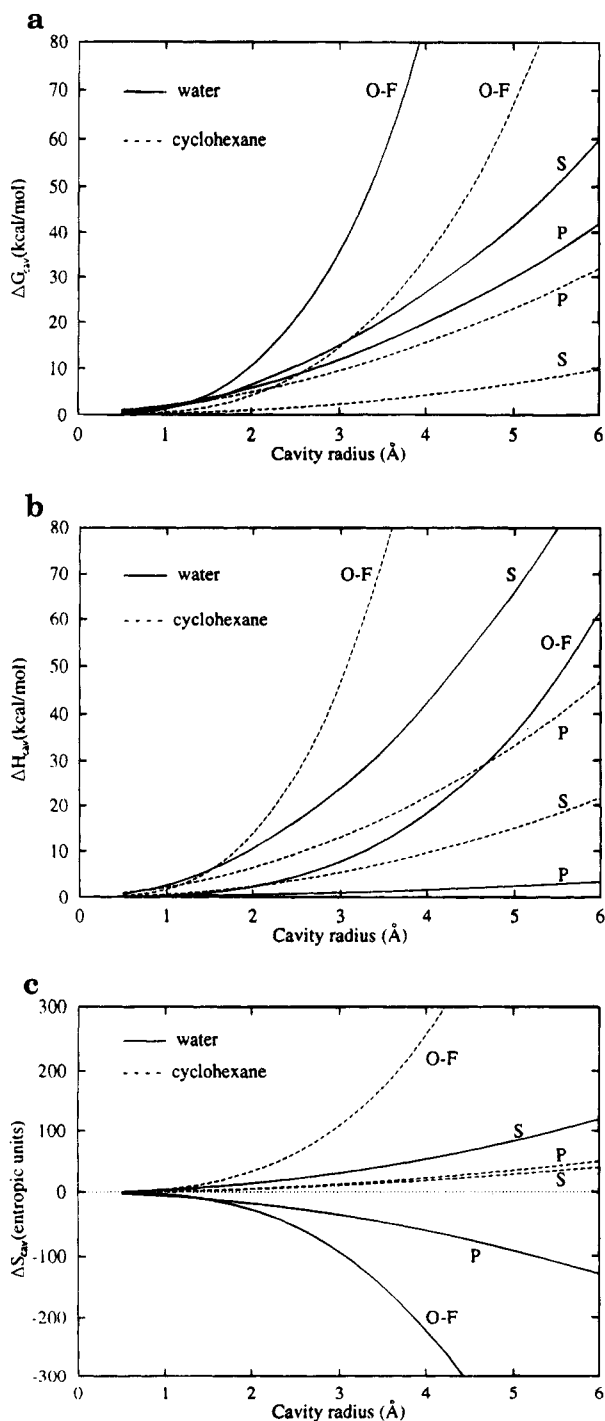 a
80
70
60
50
40
30
20
10
0
ΔG_cav(kcal/mol)
water
cyclohexane
O-F
O-F
S
P
P
S
0 1 2 3 4 5 6
Cavity radius (Å)
b
80
70
60
50
40
30
20
10
0
ΔH_cav(kcal/mol)
water
cyclohexane
O-F
S
O-F
P
S
P
0 1 2 3 4 5 6
Cavity radius (Å)
c
300
200
100
0
-100
-200
-300
ΔS_cav(entropic units)
water
cyclohexane
O-F
S
P
S
P
O-F
0 1 2 3 4 5 6
Cavity radius (Å)